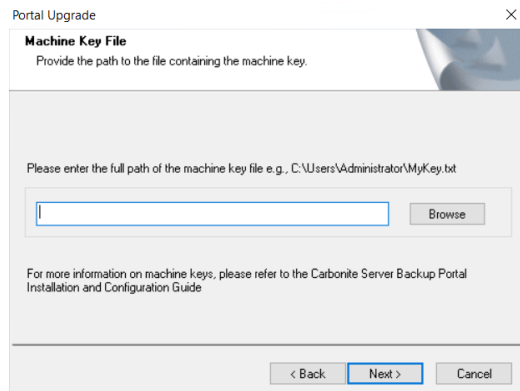 Portal Upgrade
Machine Key File
Provide the path to the file containing the machine key.
Please enter the full path of the machine key file e.g., C:\Users\Administrator\MyKey.txt
Browse
For more information on machine keys, please refer to the Carbonite Server Backup Portal
Installation and Configuration Guide
< Back
Next >
Cancel